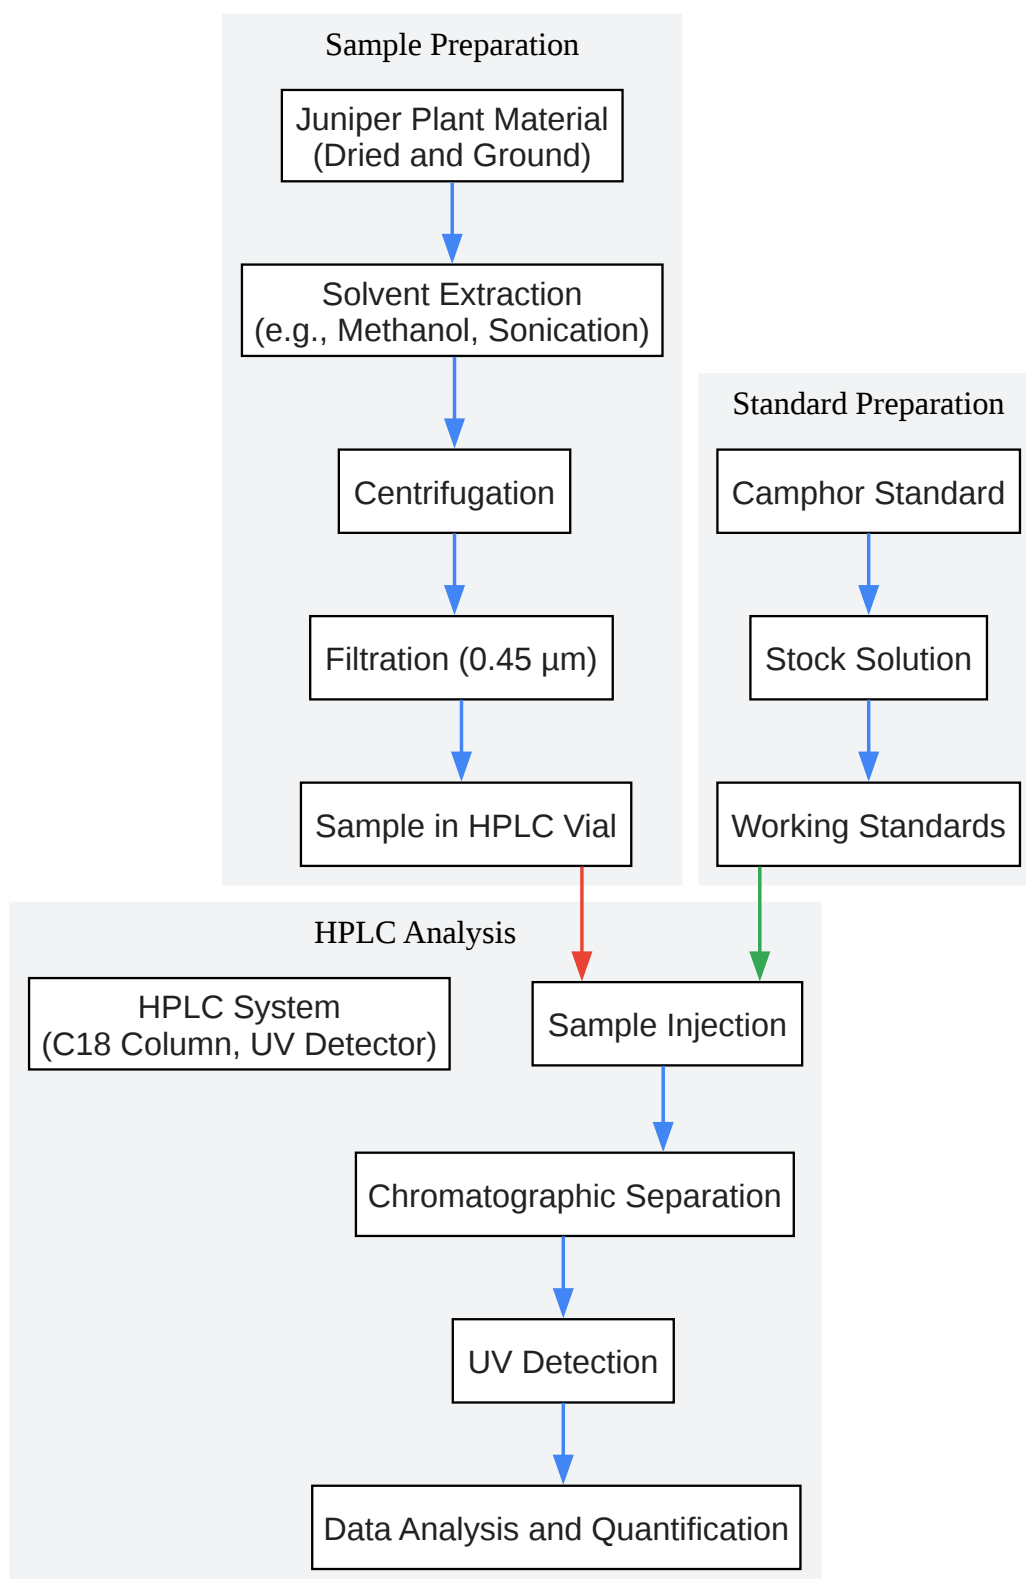 Sample Preparation
Juniper Plant Material
(Dried and Ground)
Solvent Extraction
(e.g., Methanol, Sonication)
Centrifugation
Filtration (0.45 µm)
Sample in HPLC Vial
Standard Preparation
Camphor Standard
Stock Solution
Working Standards
HPLC Analysis
HPLC System
(C18 Column, UV Detector)
Sample Injection
Chromatographic Separation
UV Detection
Data Analysis and Quantification